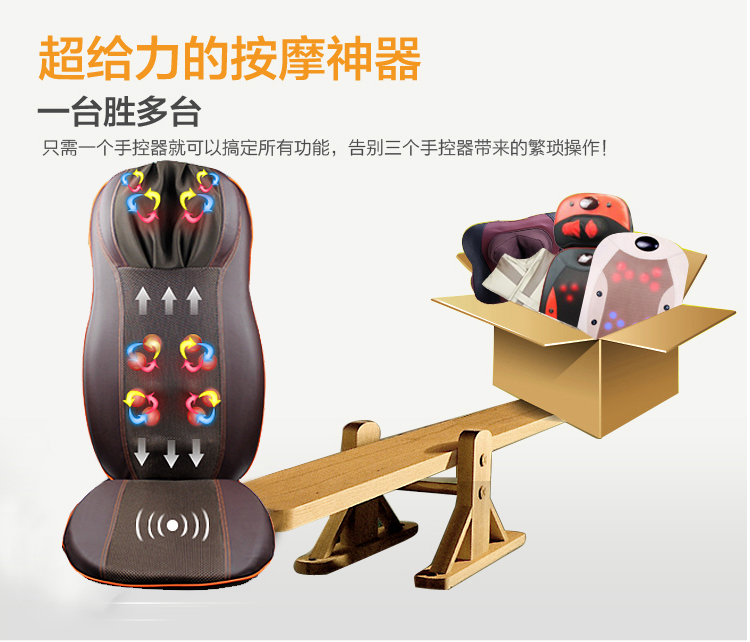 超给力的按摩神器
一台胜多台
只需一个手控器就可以搞定所有功能，告别三个手控器带来的繁琐操作！